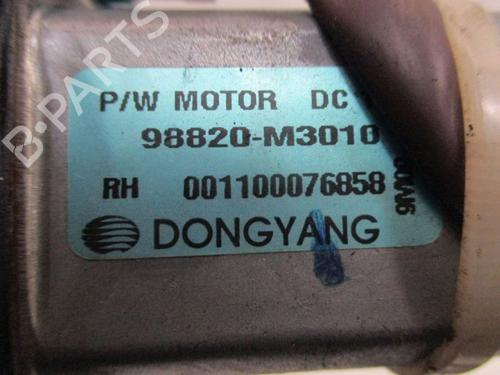 P/W MOTOR DC
98820-M3010
RH 001100076858
DONGYANG
B-PARTS